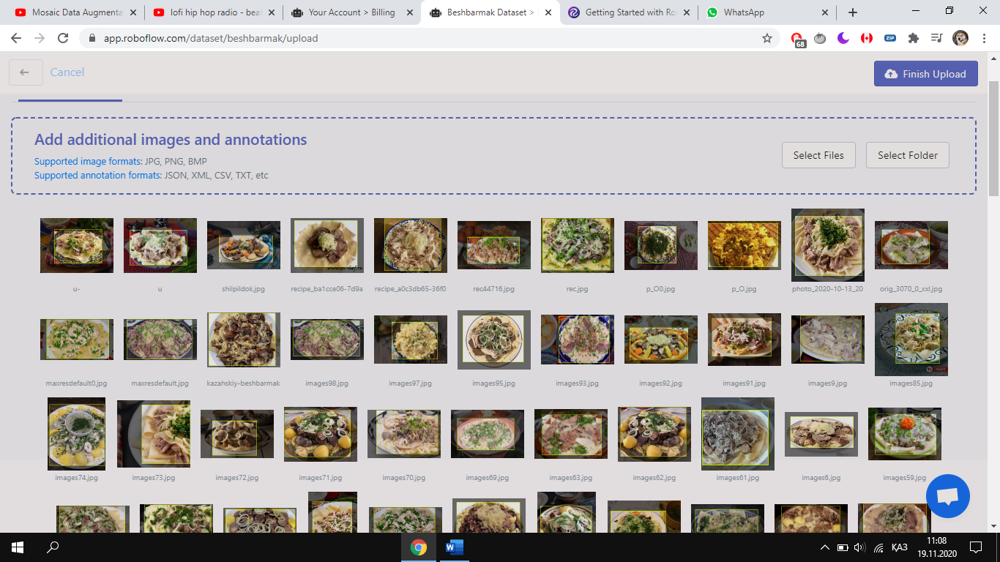 Mosaic Data Augmenta
lofi hip hop radio - bea
Your Account > Billing
Beshbarmak Dataset >
Getting Started with Ro
WhatsApp
app.roboflow.com/dataset/beshbarmak/upload
68
ZIP
Cancel
Finish Upload
Add additional images and annotations
Supported image formats: JPG, PNG, BMP
Supported annotation formats: JSON, XML, CSV, TXT, etc
Select Files
Select Folder
u-
u
shilpildok.jpg
recipe_ba1cce06-7d9a
recipe_a0c3db65-36f0
rec44716.jpg
rec.jpg
p_O0.jpg
p_O.jpg
photo_2020-10-13_20
orig_3070_0_xxl.jpg
maxresdefault0.jpg
maxresdefault.jpg
kazahskiy-beshbarmak
images98.jpg
images97.jpg
images95.jpg
images93.jpg
images92.jpg
images91.jpg
images9.jpg
images85.jpg
images74.jpg
images73.jpg
images72.jpg
images71.jpg
images70.jpg
images69.jpg
images63.jpg
images62.jpg
images61.jpg
images6.jpg
images59.jpg
ҚАЗ
11:08
19.11.2020